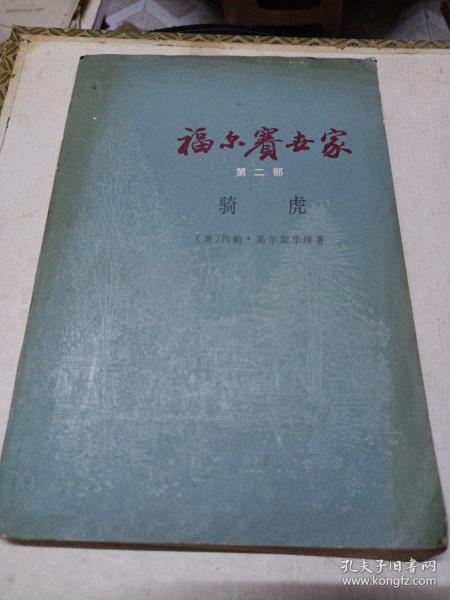 福尔赛世家
第二部
骑虎
〔英〕约翰·高尔斯华绥著
孔夫子旧书网
www.kongfz.com